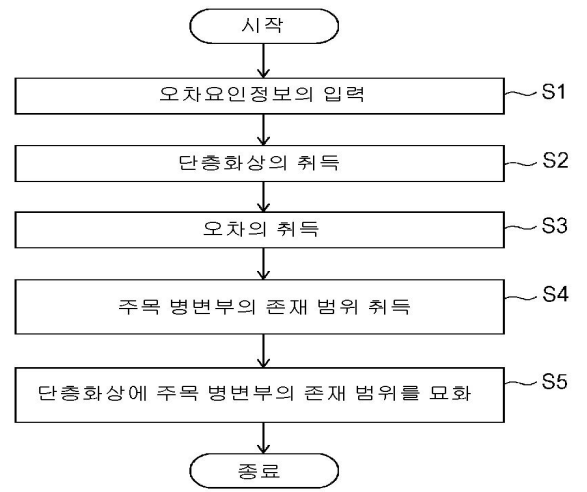 시작
오차요인정보의 입력
S1
단층화상의 취득
S2
오차의 취득
S3
주목 병변부의 존재 범위 취득
S4
단층화상에 주목 병변부의 존재 범위를 묘화
S5
종료